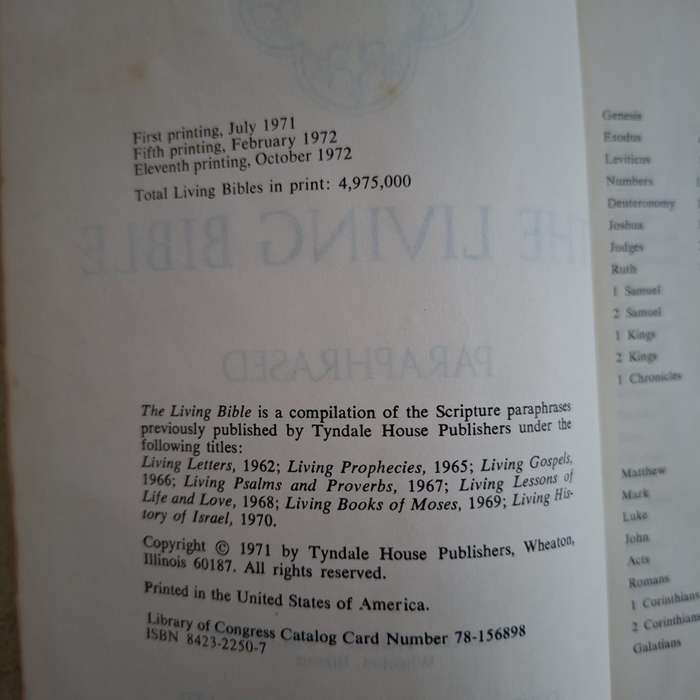 First printing, July 1971
Fifth printing, February 1972
Eleventh printing, October 1972
Total Living Bibles in print: 4,975,000
THE LIVING BIBLE
PARAPHRASED
The Living Bible is a compilation of the Scripture paraphrases
previously published by Tyndale House Publishers under the
following titles:
Living Letters, 1962; Living Prophecies, 1965; Living Gospels,
1966; Living Psalms and Proverbs, 1967; Living Lessons of
Life and Love, 1968; Living Books of Moses, 1969; Living His-
tory of Israel, 1970.
Copyright © 1971 by Tyndale House Publishers, Wheaton,
Illinois 60187. All rights reserved.
Printed in the United States of America.
Library of Congress Catalog Card Number 78-156898
ISBN 8423-2250-7
Genesis
Exodus
Leviticus
Numbers
Deuteronomy
Joshua
Judges
Ruth
1 Samuel
2 Samuel
1 Kings
2 Kings
1 Chronicles
Matthew
Mark
Luke
John
Acts
Romans
1 Corinthians
2 Corinthians
Galatians